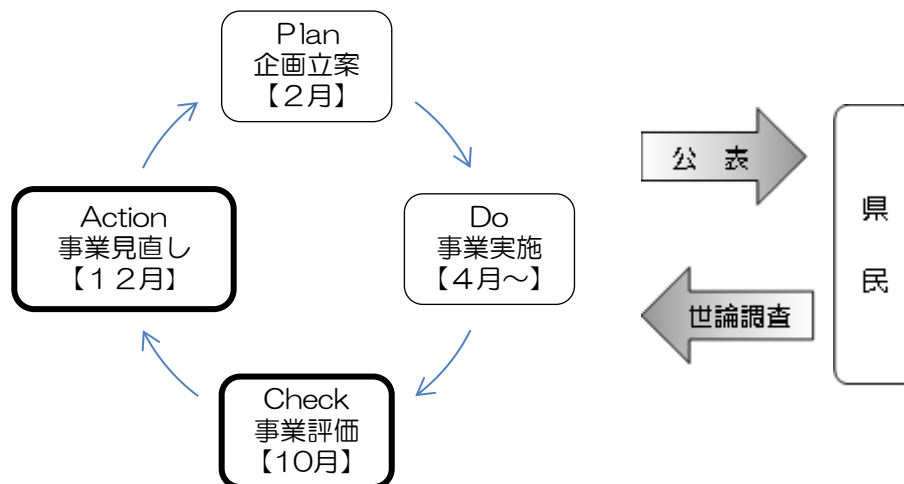 Plan
企画立案
【２月】
公 表
Action
事業見直し
【１２月】
Do
事業実施
【４月～】
県
民
世論調査
Check
事業評価
【10月】